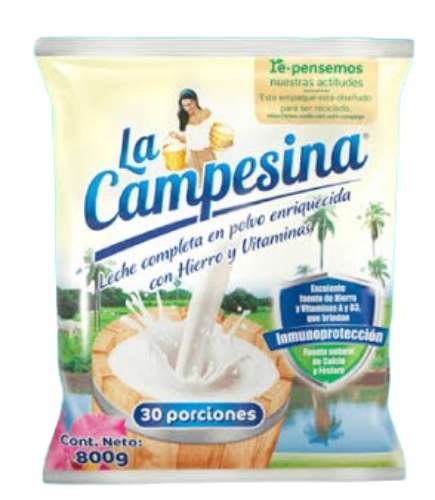 re-pensemos
nuestras actitudes
Este empaque está diseñado
para ser reciclado.
La
Campesina®
Leche completa en polvo enriquecida
con Hierro y Vitaminas
Excelente
fuente de Hierro
y Vitaminas A y D3,
que brindan
Inmunoprotección
Fuente natural
de Calcio
y Fósforo
30 porciones
Cont. Neto:
800g